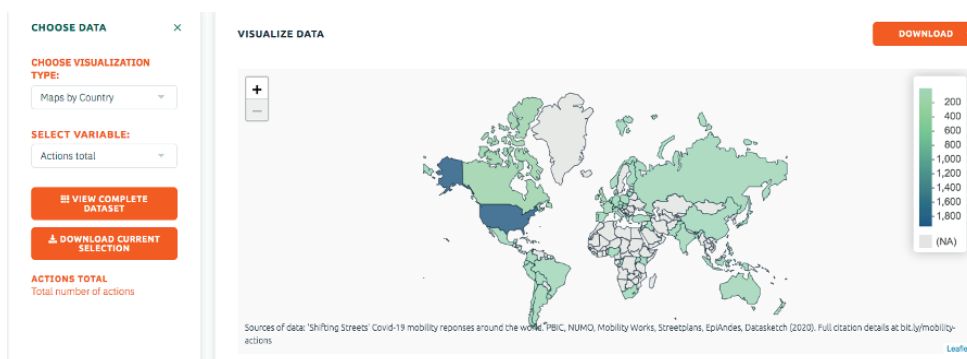 CHOOSE DATA ×
CHOOSE VISUALIZATION
TYPE:
Maps by Country
SELECT VARIABLE:
Actions total
VIEW COMPLETE
DATASET
DOWNLOAD CURRENT
SELECTION
ACTIONS TOTAL
Total number of actions
VISUALIZE DATA
DOWNLOAD
+
−
200
400
600
800
1,000
1,200
1,400
1,600
1,800
(NA)
Sources of data: 'Shifting Streets' Covid-19 mobility reponses around the world. PBIC, NUMO, Mobility Works, Streetplans, EpiAndes, Datasketch (2020). Full citation details at bit.ly/mobility-
actions
Leafle